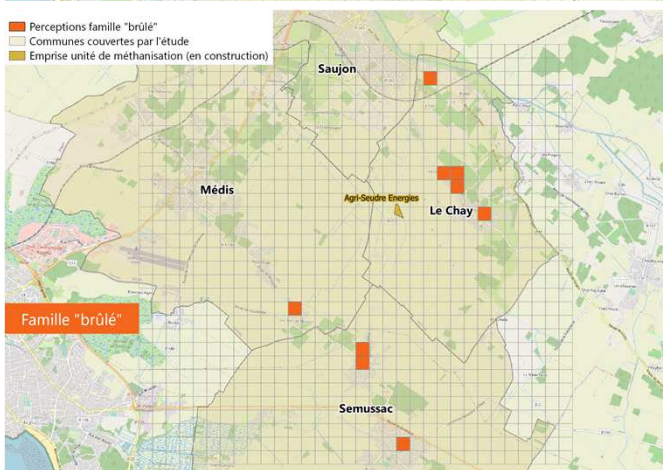 Perceptions famille "brûlé"
Communes couvertes par l'étude
Emprise unité de méthanisation (en construction)
Saujon
Médis
Agri-Seudre Energies
Le Chay
Famille "brûlé"
Semussac